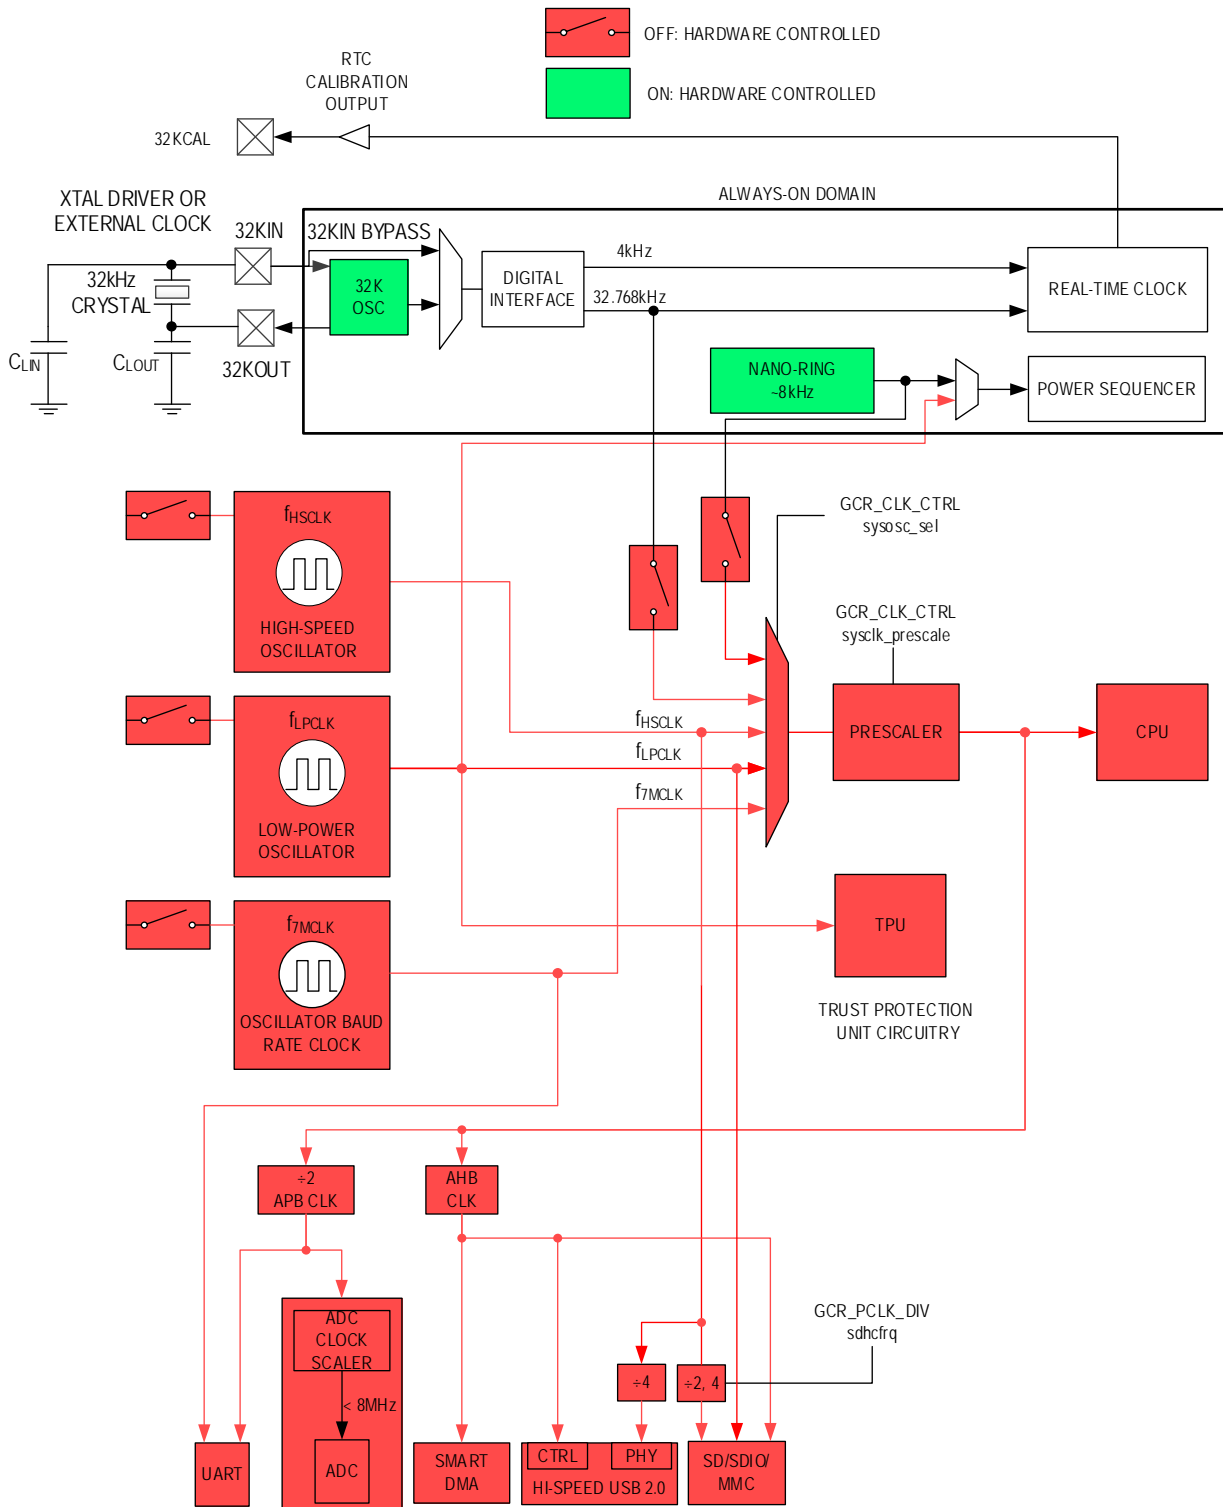 OFF: HARDWARE CONTROLLED
ON: HARDWARE CONTROLLED
RTC
CALIBRATION
OUTPUT
32KCAL
ALWAYS-ON DOMAIN
XTAL DRIVER OR
EXTERNAL CLOCK
32KIN
32KIN BYPASS
32kHz
CRYSTAL
32K
OSC
DIGITAL
INTERFACE
4kHz
32.768kHz
REAL-TIME CLOCK
CLIN
CLOUT
32KOUT
NANO-RING
~8kHz
POWER SEQUENCER
fHSCLK
HIGH-SPEED
OSCILLATOR
GCR_CLK_CTRL
sysosc_sel
GCR_CLK_CTRL
sysclk_prescale
fLPCLK
LOW-POWER
OSCILLATOR
fHSCLK
fLPCLK
f7MCLK
PRESCALER
CPU
f7MCLK
OSCILLATOR BAUD
RATE CLOCK
TPU
TRUST PROTECTION
UNIT CIRCUITRY
÷2
APB CLK
AHB
CLK
ADC
CLOCK
SCALER
< 8MHz
ADC
GCR_PCLK_DIV
sdhcfrq
÷4
÷2, 4
UART
SMART
DMA
CTRL
PHY
HI-SPEED USB 2.0
SD/SDIO/
MMC